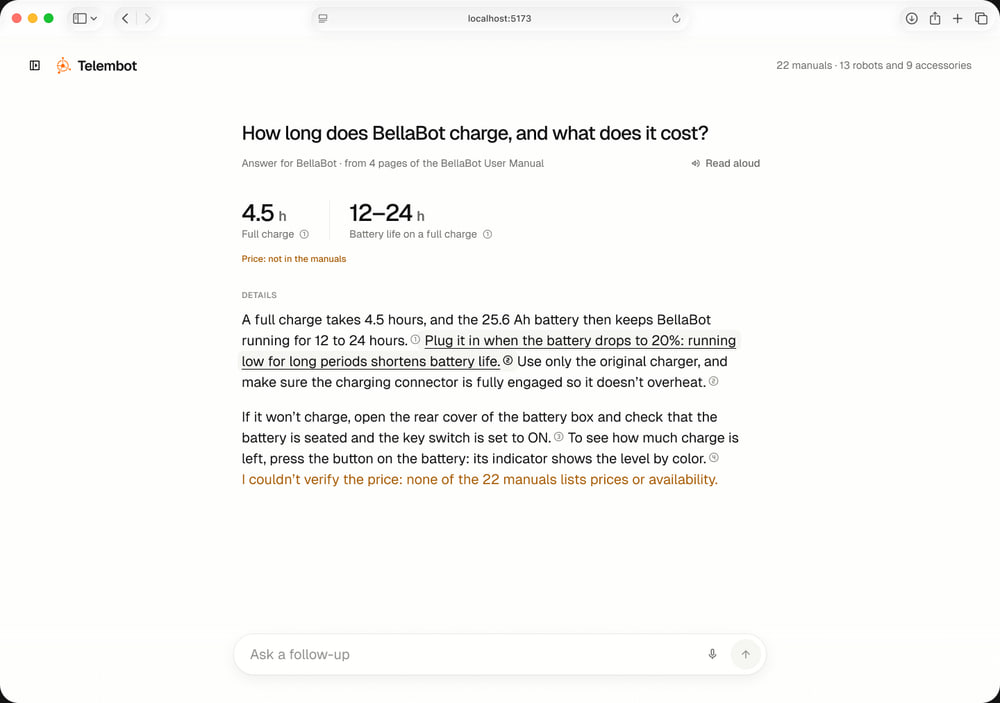 localhost:5173
Telembot
22 manuals · 13 robots and 9 accessories
How long does BellaBot charge, and what does it cost?
Answer for BellaBot · from 4 pages of the BellaBot User Manual
Read aloud
4.5 h
12–24 h
Full charge ①
Battery life on a full charge ①
Price: not in the manuals
DETAILS
A full charge takes 4.5 hours, and the 25.6 Ah battery then keeps BellaBot
running for 12 to 24 hours. ① Plug it in when the battery drops to 20%: running
low for long periods shortens battery life. ② Use only the original charger, and
make sure the charging connector is fully engaged so it doesn’t overheat. ②
If it won’t charge, open the rear cover of the battery box and check that the
battery is seated and the key switch is set to ON. ③ To see how much charge is
left, press the button on the battery: its indicator shows the level by color. ④
I couldn’t verify the price: none of the 22 manuals lists prices or availability.
Ask a follow-up